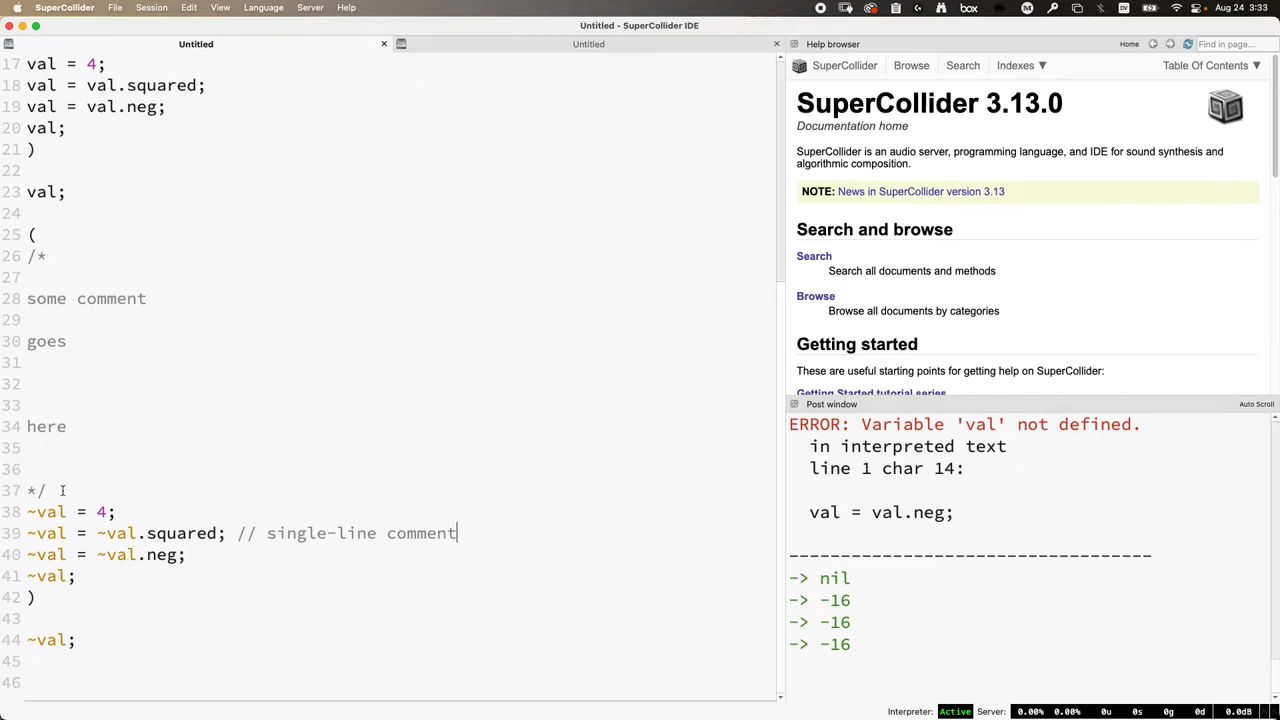 SuperCollider File Session Edit View Language Server Help Aug 24 3:33
Untitled - SuperCollider IDE
Untitled
Untitled
17 val = 4;
18 val = val.squared;
19 val = val.neg;
20 val;
21 )
22
23 val;
24
25 (
26 /*
27
28 some comment
29
30 goes
31
32
33
34 here
35
36
37 */
38 ~val = 4;
39 ~val = ~val.squared; // single-line comment
40 ~val = ~val.neg;
41 ~val;
42 )
43
44 ~val;
45
46
Help browser
Home
Find in page...
SuperCollider Browse Search Indexes ▼ Table Of Contents ▼
SuperCollider 3.13.0
Documentation home
SuperCollider is an audio server, programming language, and IDE for sound synthesis and
algorithmic composition.
NOTE: News in SuperCollider version 3.13
Search and browse
Search
Search all documents and methods
Browse
Browse all documents by categories
Getting started
These are useful starting points for getting help on SuperCollider:
Getting Started tutorial series
Post window
Auto Scroll
ERROR: Variable 'val' not defined.
in interpreted text
line 1 char 14:
val = val.neg;
-----------------------------------
-> nil
-> -16
-> -16
-> -16
Interpreter: Active Server: 0.00% 0.00% 0u 0s 0g 0d 0.0dB